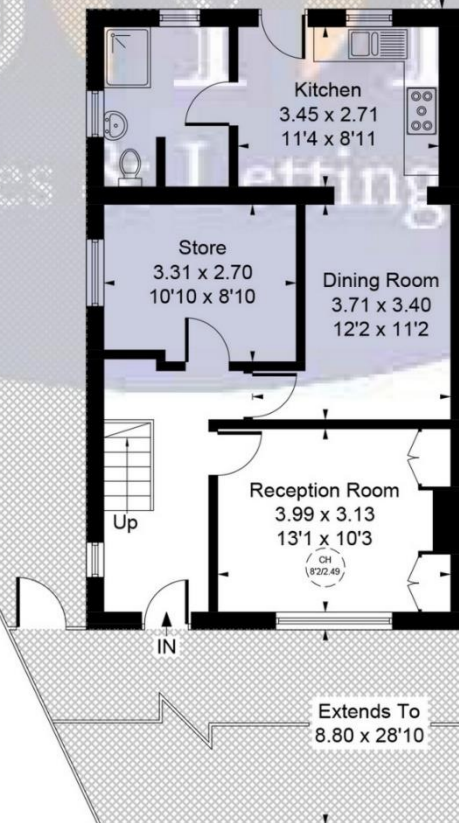 Kitchen
3.45 x 2.71
11'4 x 8'11
es & Letting
Store
3.31 x 2.70
10'10 x 8'10
Dining Room
3.71 x 3.40
12'2 x 11'2
Reception Room
3.99 x 3.13
13'1 x 10'3
CH
8'2/2.49
Up
IN
Extends To
8.80 x 28'10